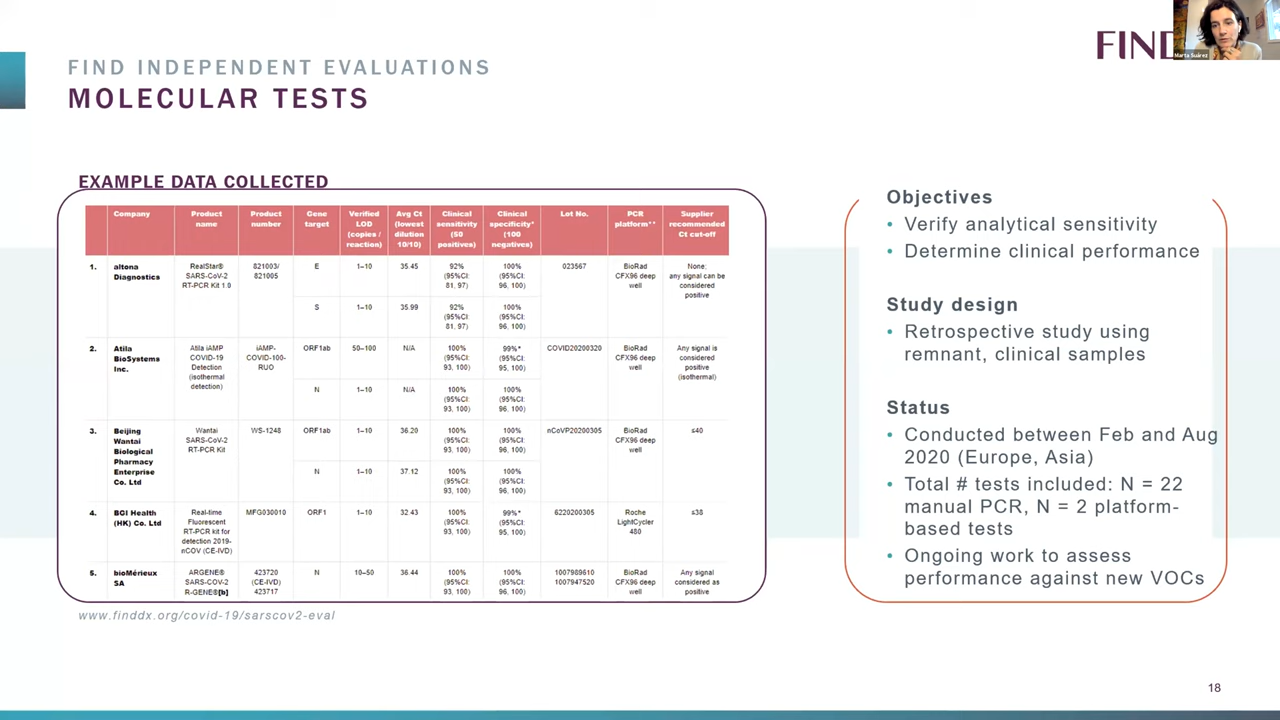 FIND
Marta Suárez
FIND INDEPENDENT EVALUATIONS
MOLECULAR TESTS
EXAMPLE DATA COLLECTED
Company Product name Product number Gene target Verified LOD (copies / reaction) Avg Ct (lowest dilution 10/10) Clinical sensitivity (50 positives) Clinical specificity* (100 negatives) Lot No. PCR platform** Supplier recommended Ct cut-off
1. altona Diagnostics RealStar® SARS-CoV-2 RT-PCR Kit 1.0 821003/ 821005 E 1–10 35.45 92% (95%CI: 81, 97) 100% (95%CI: 96, 100) 023567 BioRad CFX96 deep well None; any signal can be considered positive
S 1–10 35.99 92% (95%CI: 81, 97) 100% (95%CI: 96, 100)
2. Atila BioSystems Inc. Atila iAMP COVID-19 Detection (isothermal detection) iAMP-COVID-100-RUO ORF1ab 50–100 N/A 100% (95%CI: 93, 100) 99%* (95%CI: 95, 100) COVID20200320 BioRad CFX96 deep well Any signal is considered positive (isothermal)
N 1–10 N/A 100% (95%CI: 93, 100) 100% (95%CI: 96, 100)
3. Beijing Wantai Biological Pharmacy Enterprise Co. Ltd Wantai SARS-CoV-2 RT-PCR Kit WS-1248 ORF1ab 1–10 36.20 100% (95%CI: 93, 100) 100% (95%CI: 96, 100) nCoVP20200305 BioRad CFX96 deep well ≤40
N 1–10 37.12 100% (95%CI: 93, 100) 100% (95%CI: 96, 100)
4. BGI Health (HK) Co. Ltd Real-time Fluorescent RT-PCR kit for detection 2019-nCOV (CE-IVD) MFG030010 ORF1 1–10 32.43 100% (95%CI: 93, 100) 99%* (95%CI: 95, 100) 6220200305 Roche LightCycler 480 ≤38
5. bioMérieux SA ARGENE® SARS-COV-2 R-GENE®[b] 423720 (CE-IVD) 423717 N 10–50 36.44 100% (95%CI: 93, 100) 100% (95%CI: 96, 100) 1007989610 1007947520 BioRad CFX96 deep well Any signal considered as positive
www.finddx.org/covid-19/sarscov2-eval
Objectives
• Verify analytical sensitivity
• Determine clinical performance
Study design
• Retrospective study using
remnant, clinical samples
Status
• Conducted between Feb and Aug
2020 (Europe, Asia)
• Total # tests included: N = 22
manual PCR, N = 2 platform-
based tests
• Ongoing work to assess
performance against new VOCs
18